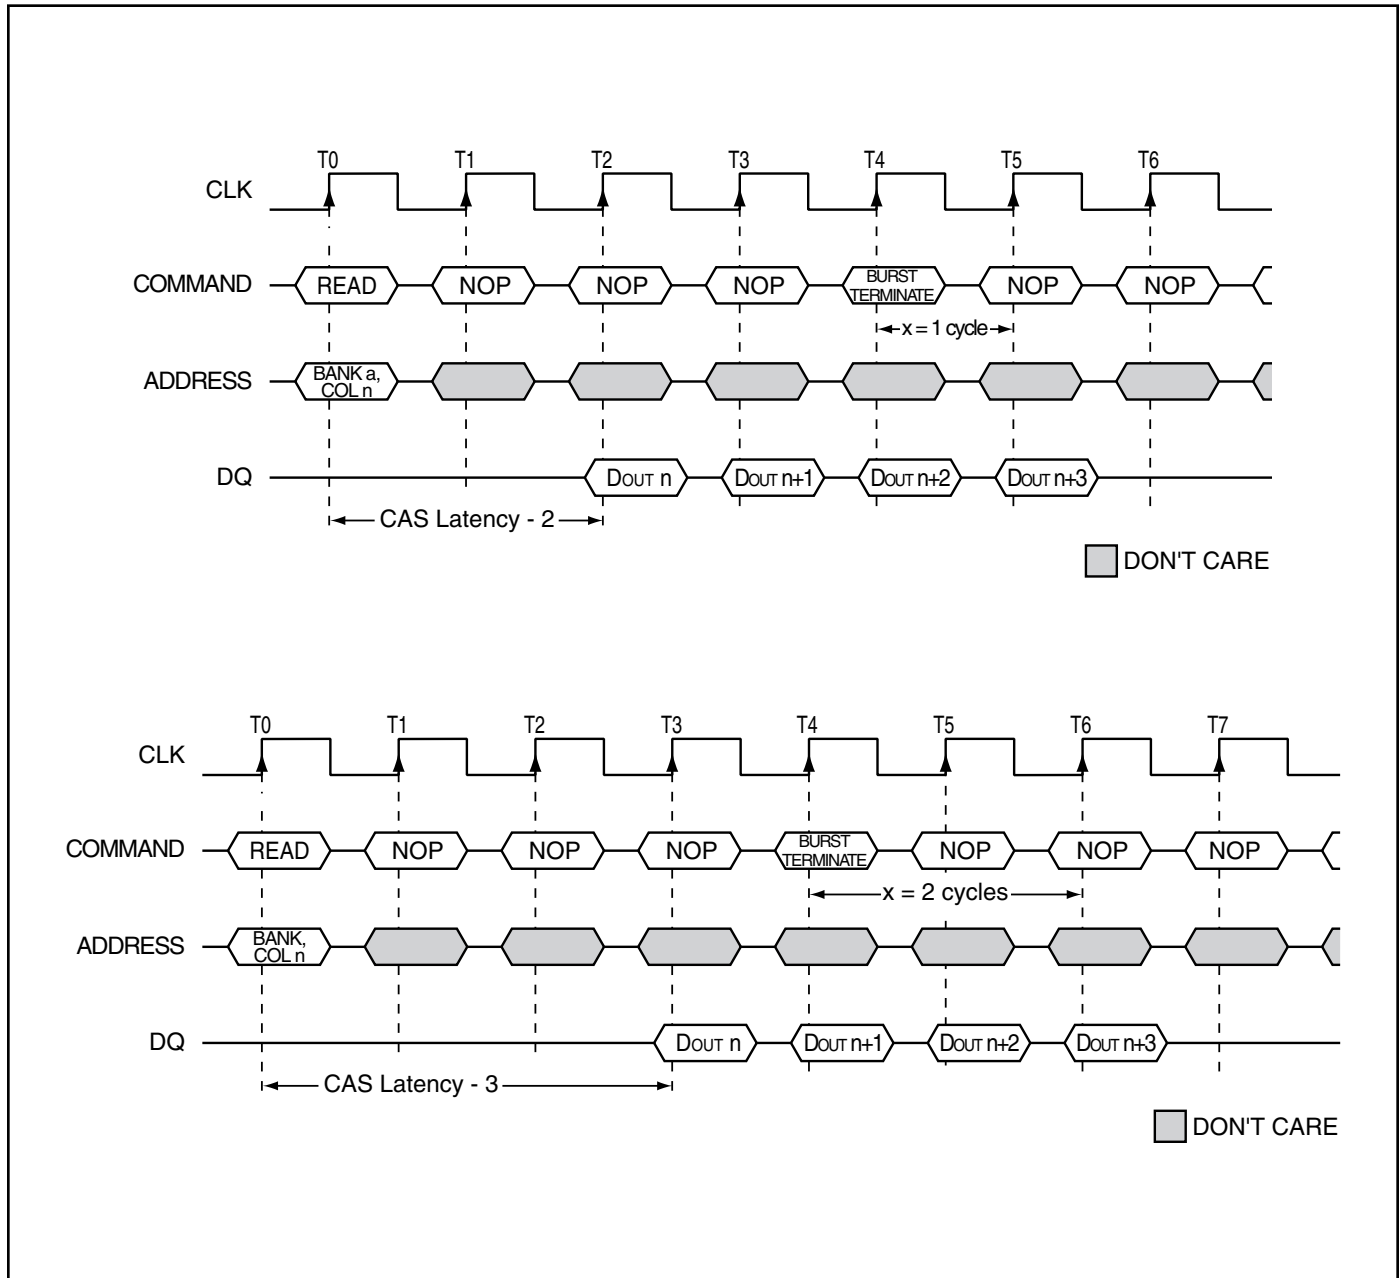 T0 T1 T2 T3 T4 T5 T6
CLK
COMMAND READ NOP NOP NOP BURST TERMINATE NOP NOP
x = 1 cycle
ADDRESS BANK a, COL n
DQ DOUT n DOUT n+1 DOUT n+2 DOUT n+3
CAS Latency - 2
DON'T CARE
T0 T1 T2 T3 T4 T5 T6 T7
CLK
COMMAND READ NOP NOP NOP BURST TERMINATE NOP NOP NOP
x = 2 cycles
ADDRESS BANK, COL n
DQ DOUT n DOUT n+1 DOUT n+2 DOUT n+3
CAS Latency - 3
DON'T CARE